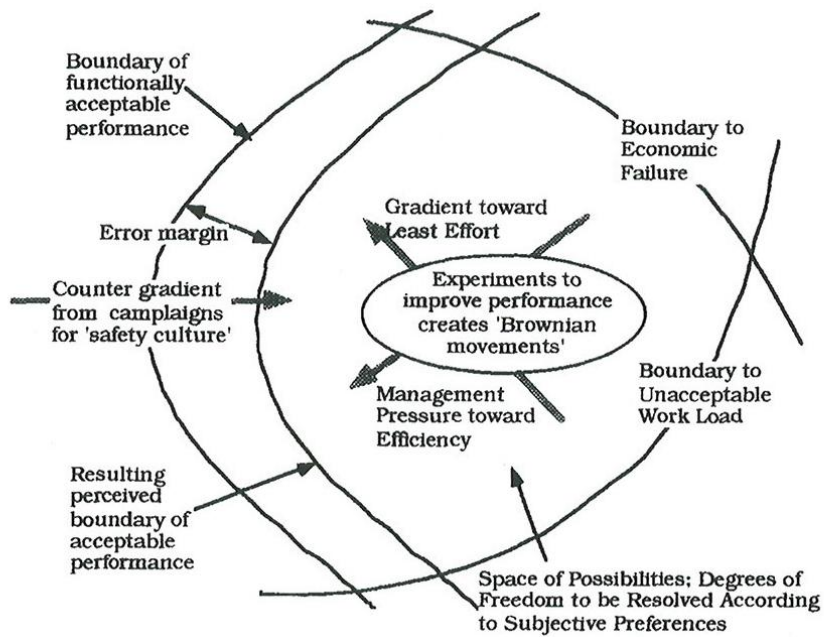 Boundary of
functionally
acceptable
performance
Boundary to
Economic
Failure
Gradient toward
Least Effort
Error margin
Counter gradient
from camplaigns
for 'safety culture'
Experiments to
improve performance
creates 'Brownian
movements'
Management
Pressure toward
Efficiency
Boundary to
Unacceptable
Work Load
Resulting
perceived
boundary of
acceptable
performance
Space of Possibilities; Degrees of
Freedom to be Resolved According
to Subjective Preferences